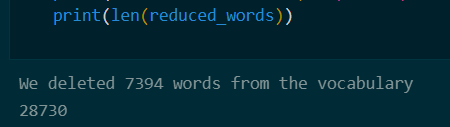 print(len(reduced_words))
We deleted 7394 words from the vocabulary
28730